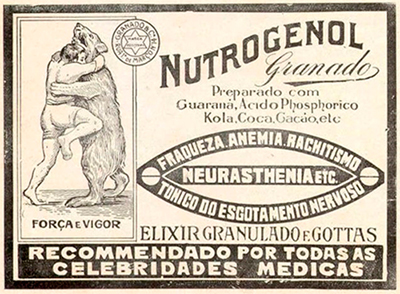 GRANADO & C.
NUTROGENOL
Granado
Preparado com
Guaraná, Acido Phosphorico
Kola, Coca, Cacáo, etc
FRAQUEZA, ANEMIA, RACHITISMO
NEURASTHENIA ETC.
TONICO DO ESGOTAMENTO NERVOSO
FORÇA E VIGOR
ELIXIR GRANULADO E GOTTAS
RECOMMENDADO POR TODAS AS
CELEBRIDADES MEDICAS